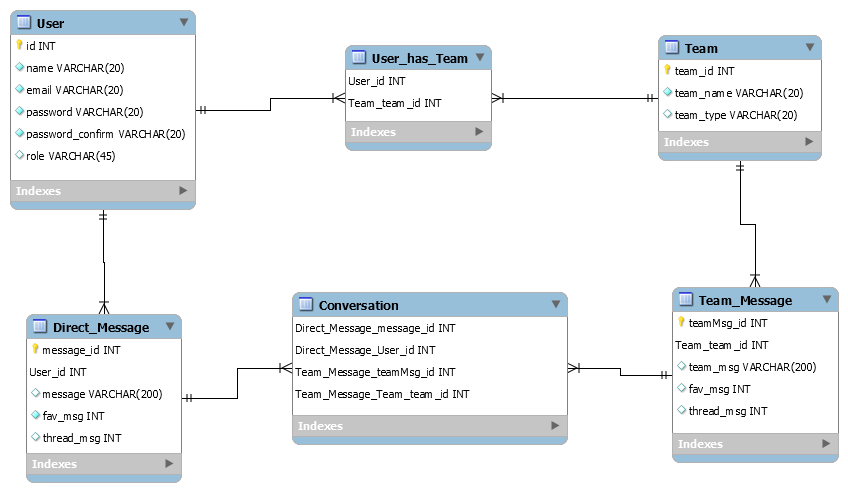 User
id INT
name VARCHAR(20)
email VARCHAR(20)
password VARCHAR(20)
password_confirm VARCHAR(20)
role VARCHAR(45)
Indexes
User_has_Team
User_id INT
Team_team_id INT
Indexes
Team
team_id INT
team_name VARCHAR(20)
team_type VARCHAR(20)
Indexes
Direct_Message
message_id INT
User_id INT
message VARCHAR(200)
fav_msg INT
thread_msg INT
Indexes
Conversation
Direct_Message_message_id INT
Direct_Message_User_id INT
Team_Message_teamMsg_id INT
Team_Message_Team_team_id INT
Indexes
Team_Message
teamMsg_id INT
Team_team_id INT
team_msg VARCHAR(200)
fav_msg INT
thread_msg INT
Indexes